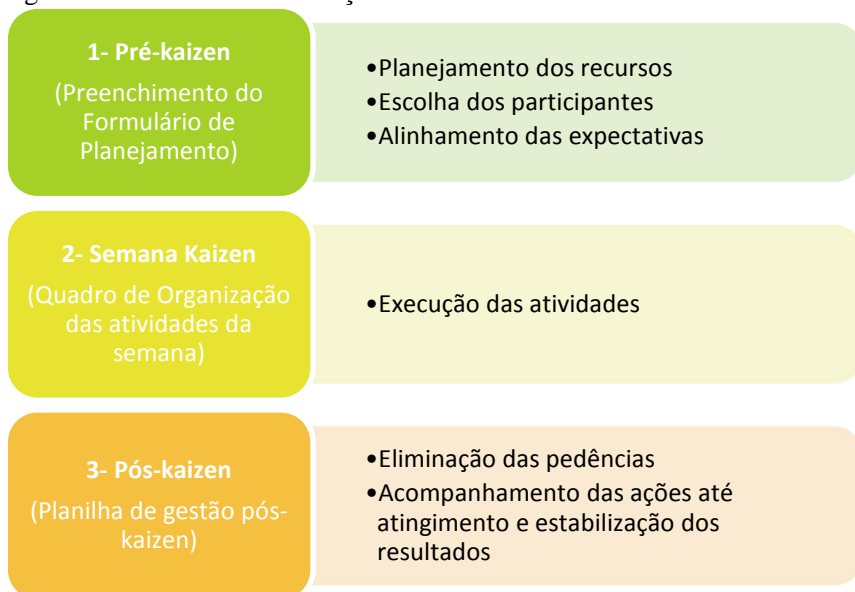 1- Pré-kaizen
(Preenchimento do
Formulário de
Planejamento)
•Planejamento dos recursos
•Escolha dos participantes
•Alinhamento das expectativas
2- Semana Kaizen
(Quadro de Organização
das atividades da
semana)
•Execução das atividades
3- Pós-kaizen
(Planilha de gestão pós-
kaizen)
•Eliminação das pedências
•Acompanhamento das ações até
atingimento e estabilização dos
resultados